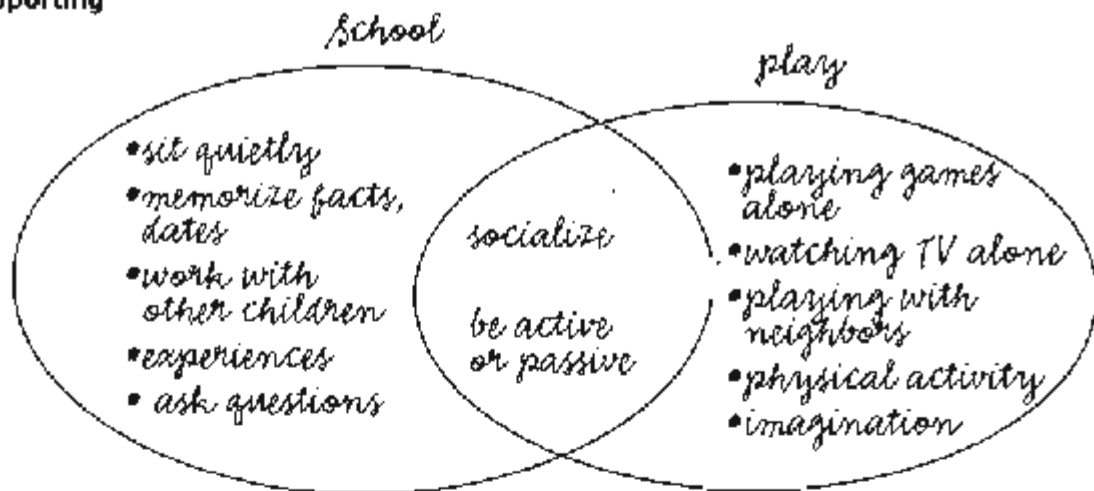 school
play
•sit quietly
•memorize facts,
dates
•work with
other children
•experiences
• ask questions
socialize
be active
or passive
•playing games
alone
•watching TV alone
•playing with
neighbors
•physical activity
•imagination